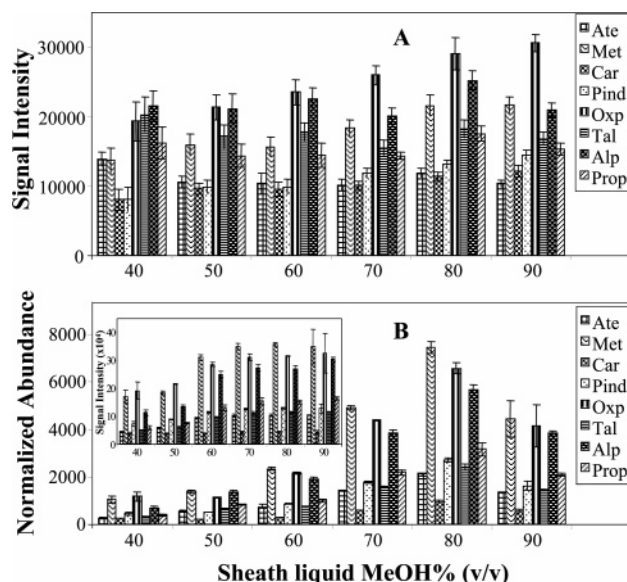 A
Signal Intensity
30000
20000
10000
0
40 50 60 70 80 90
Ate
Met
Car
Pind
Oxp
Tal
Alp
Prop
B
Normalized Abundance
8000
6000
4000
2000
0
Signal Intensity (x10⁴)
40
30
20
10
0
40 50 60 70 80 90
40 50 60 70 80 90
Ate
Met
Car
Pind
Oxp
Tal
Alp
Prop
Sheath liquid MeOH% (v/v)